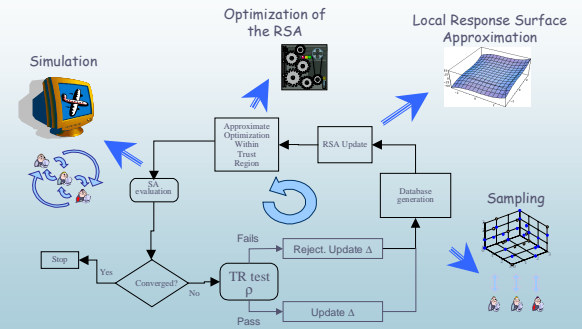 Optimization of
the RSA
Local Response Surface
Approximation
Simulation
Approximate
Optimization
Within
Trust
Region
RSA Update
SA
evaluation
Database
generation
Sampling
Fails
Reject. Update Δ
Stop
Yes
Converged?
No
TR test
ρ
Update Δ
Pass